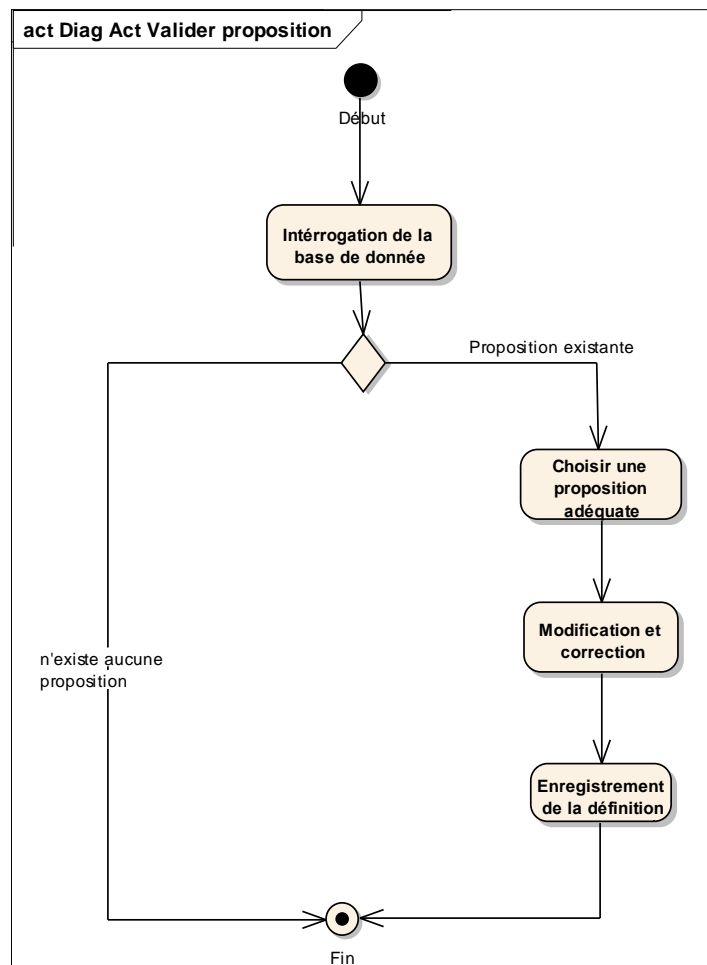 act Diag Act Valider proposition
Début
Intérrogation de la
base de donnée
Proposition existante
Choisir une
proposition
adéquate
Modification et
correction
n'existe aucune
proposition
Enregistrement
de la définition
Fin